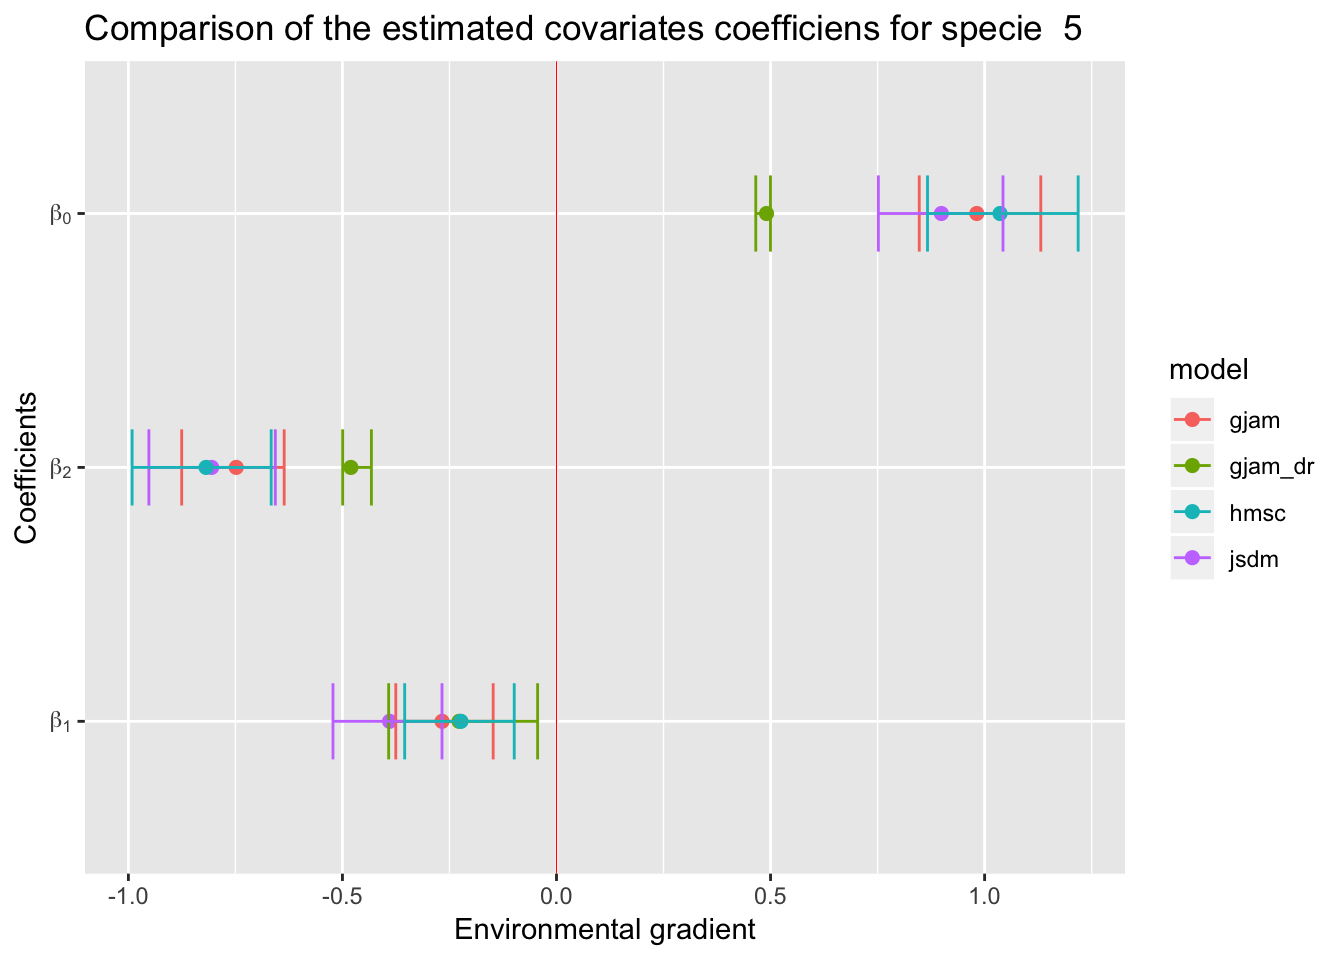 Comparison of the estimated covariates coefficiens for specie  5
β₀
β₂
β₁
Coefficients
-1.0 -0.5 0.0 0.5 1.0
Environmental gradient
model
gjam
gjam_dr
hmsc
jsdm